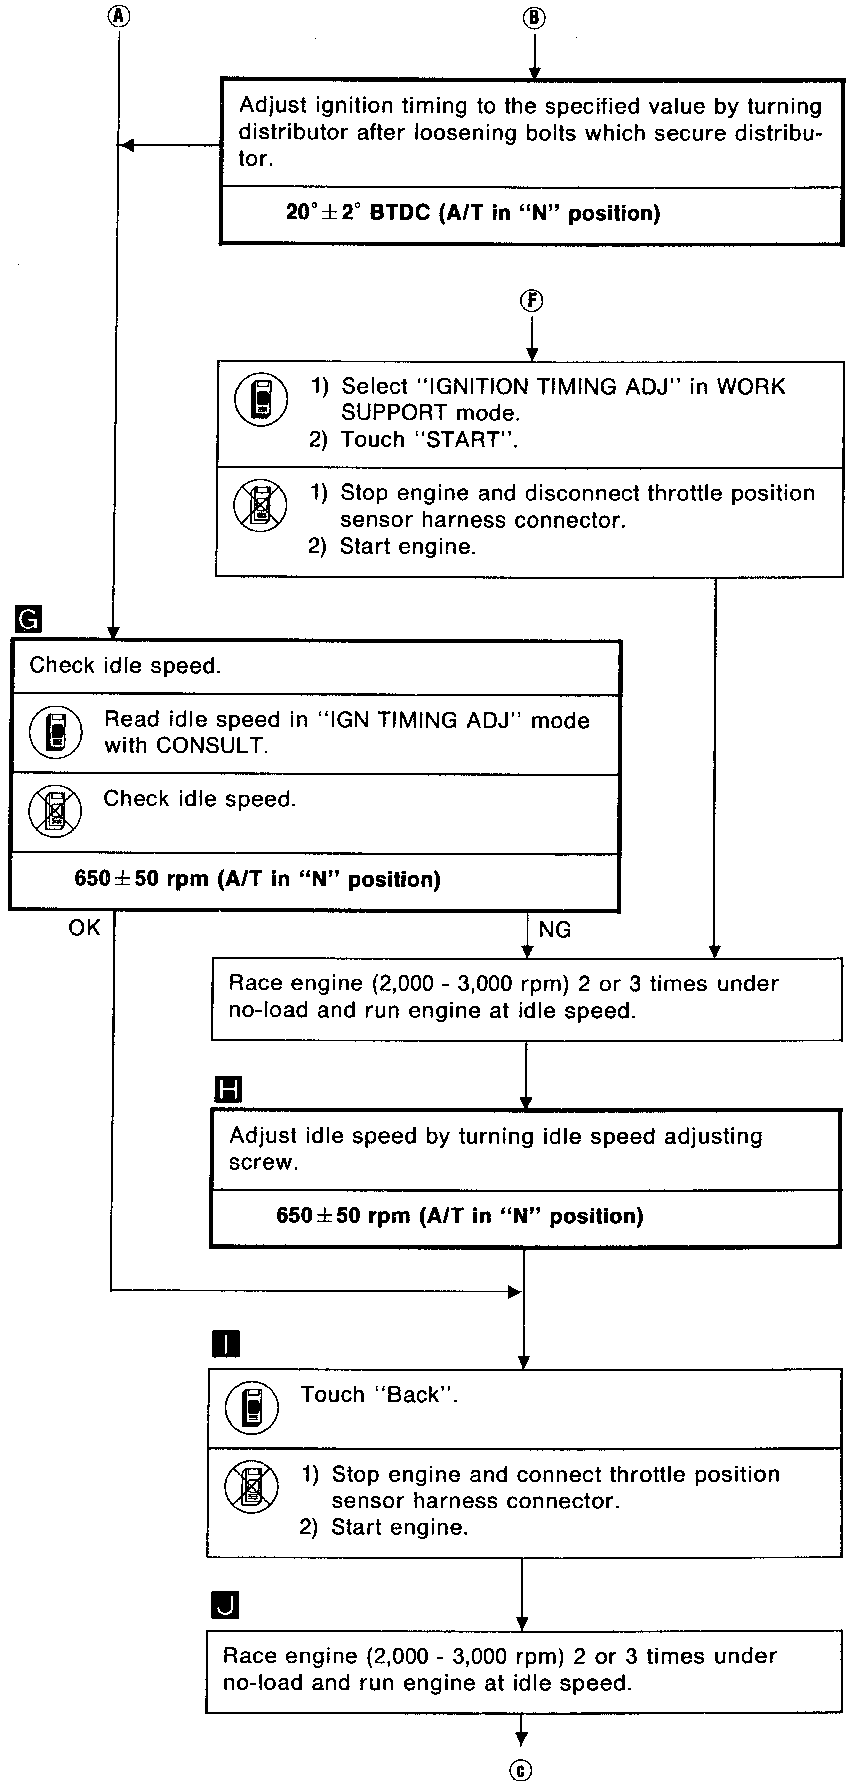 A
B
Adjust ignition timing to the specified value by turning
distributor after loosening bolts which secure distribu-
tor.
20°±2° BTDC (A/T in “N” position)
F
1) Select “IGNITION TIMING ADJ” in WORK
SUPPORT mode.
2) Touch “START”.
1) Stop engine and disconnect throttle position
sensor harness connector.
2) Start engine.
G
Check idle speed.
Read idle speed in “IGN TIMING ADJ” mode
with CONSULT.
Check idle speed.
650±50 rpm (A/T in “N” position)
OK
NG
Race engine (2,000 - 3,000 rpm) 2 or 3 times under
no-load and run engine at idle speed.
H
Adjust idle speed by turning idle speed adjusting
screw.
650±50 rpm (A/T in “N” position)
I
Touch “Back”.
1) Stop engine and connect throttle position
sensor harness connector.
2) Start engine.
J
Race engine (2,000 - 3,000 rpm) 2 or 3 times under
no-load and run engine at idle speed.
C